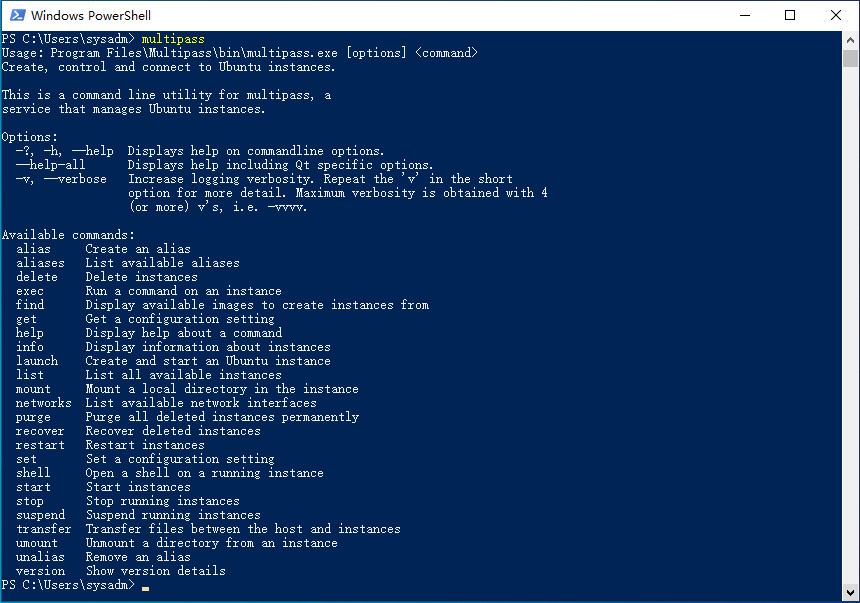 Windows PowerShell
PS C:\Users\sysadm> multipass
Usage: Program Files\Multipass\bin\multipass.exe [options] <command>
Create, control and connect to Ubuntu instances.

This is a command line utility for multipass, a
service that manages Ubuntu instances.

Options:
  -?, -h, --help  Displays help on commandline options.
  --help-all      Displays help including Qt specific options.
  -v, --verbose   Increase logging verbosity. Repeat the 'v' in the short
                  option for more detail. Maximum verbosity is obtained with 4
                  (or more) v's, i.e. -vvvv.

Available commands:
  alias     Create an alias
  aliases   List available aliases
  delete    Delete instances
  exec      Run a command on an instance
  find      Display available images to create instances from
  get       Get a configuration setting
  help      Display help about a command
  info      Display information about instances
  launch    Create and start an Ubuntu instance
  list      List all available instances
  mount     Mount a local directory in the instance
  networks  List available network interfaces
  purge     Purge all deleted instances permanently
  recover   Recover deleted instances
  restart   Restart instances
  set       Set a configuration setting
  shell     Open a shell on a running instance
  start     Start instances
  stop      Stop running instances
  suspend   Suspend running instances
  transfer  Transfer files between the host and instances
  umount    Unmount a directory from an instance
  unalias   Remove an alias
  version   Show version details
PS C:\Users\sysadm> _